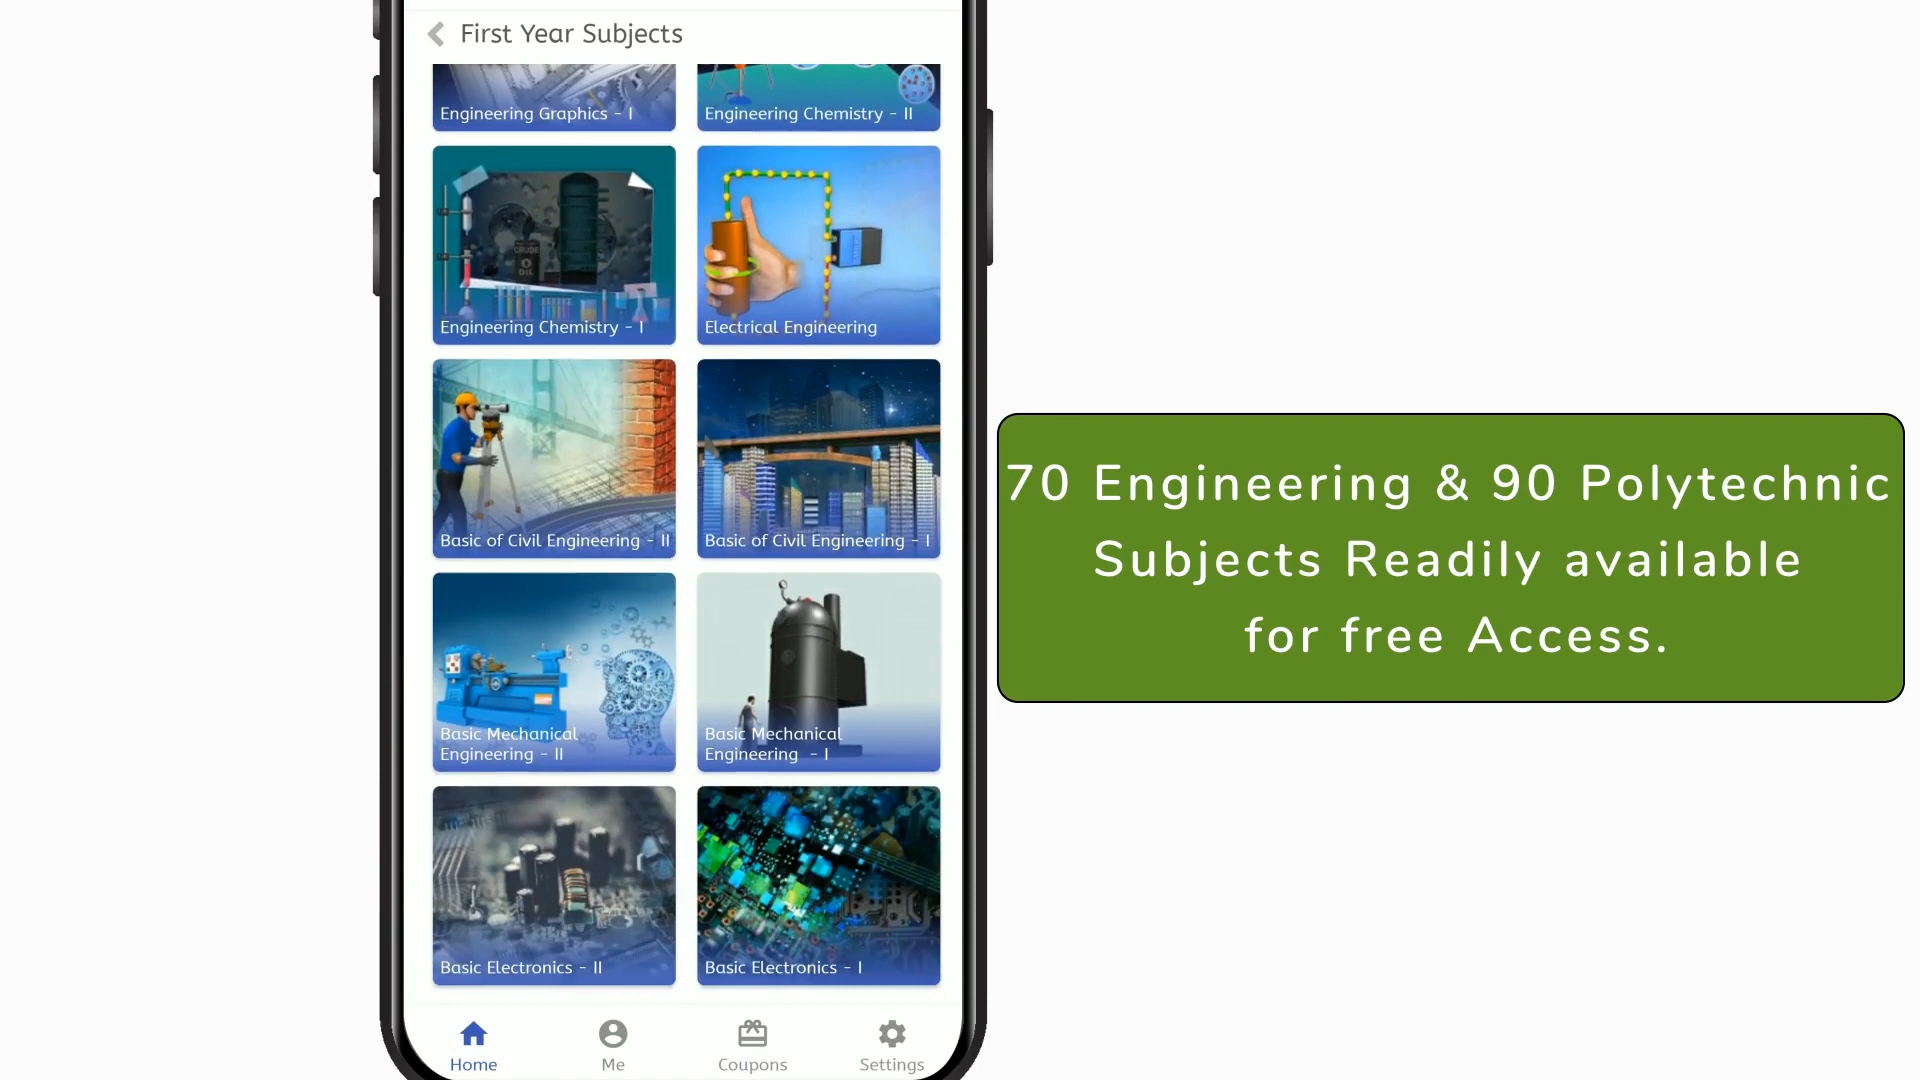 First Year Subjects
Engineering Graphics - I
Engineering Chemistry - II
CRUDE
OIL
Engineering Chemistry - I
Electrical Engineering
Basic of Civil Engineering - II
Basic of Civil Engineering - I
Basic Mechanical
Engineering - II
Basic Mechanical
Engineering - I
Basic Electronics - II
Basic Electronics - I
Home
Me
Coupons
Settings
70 Engineering & 90 Polytechnic
Subjects Readily available
for free Access.